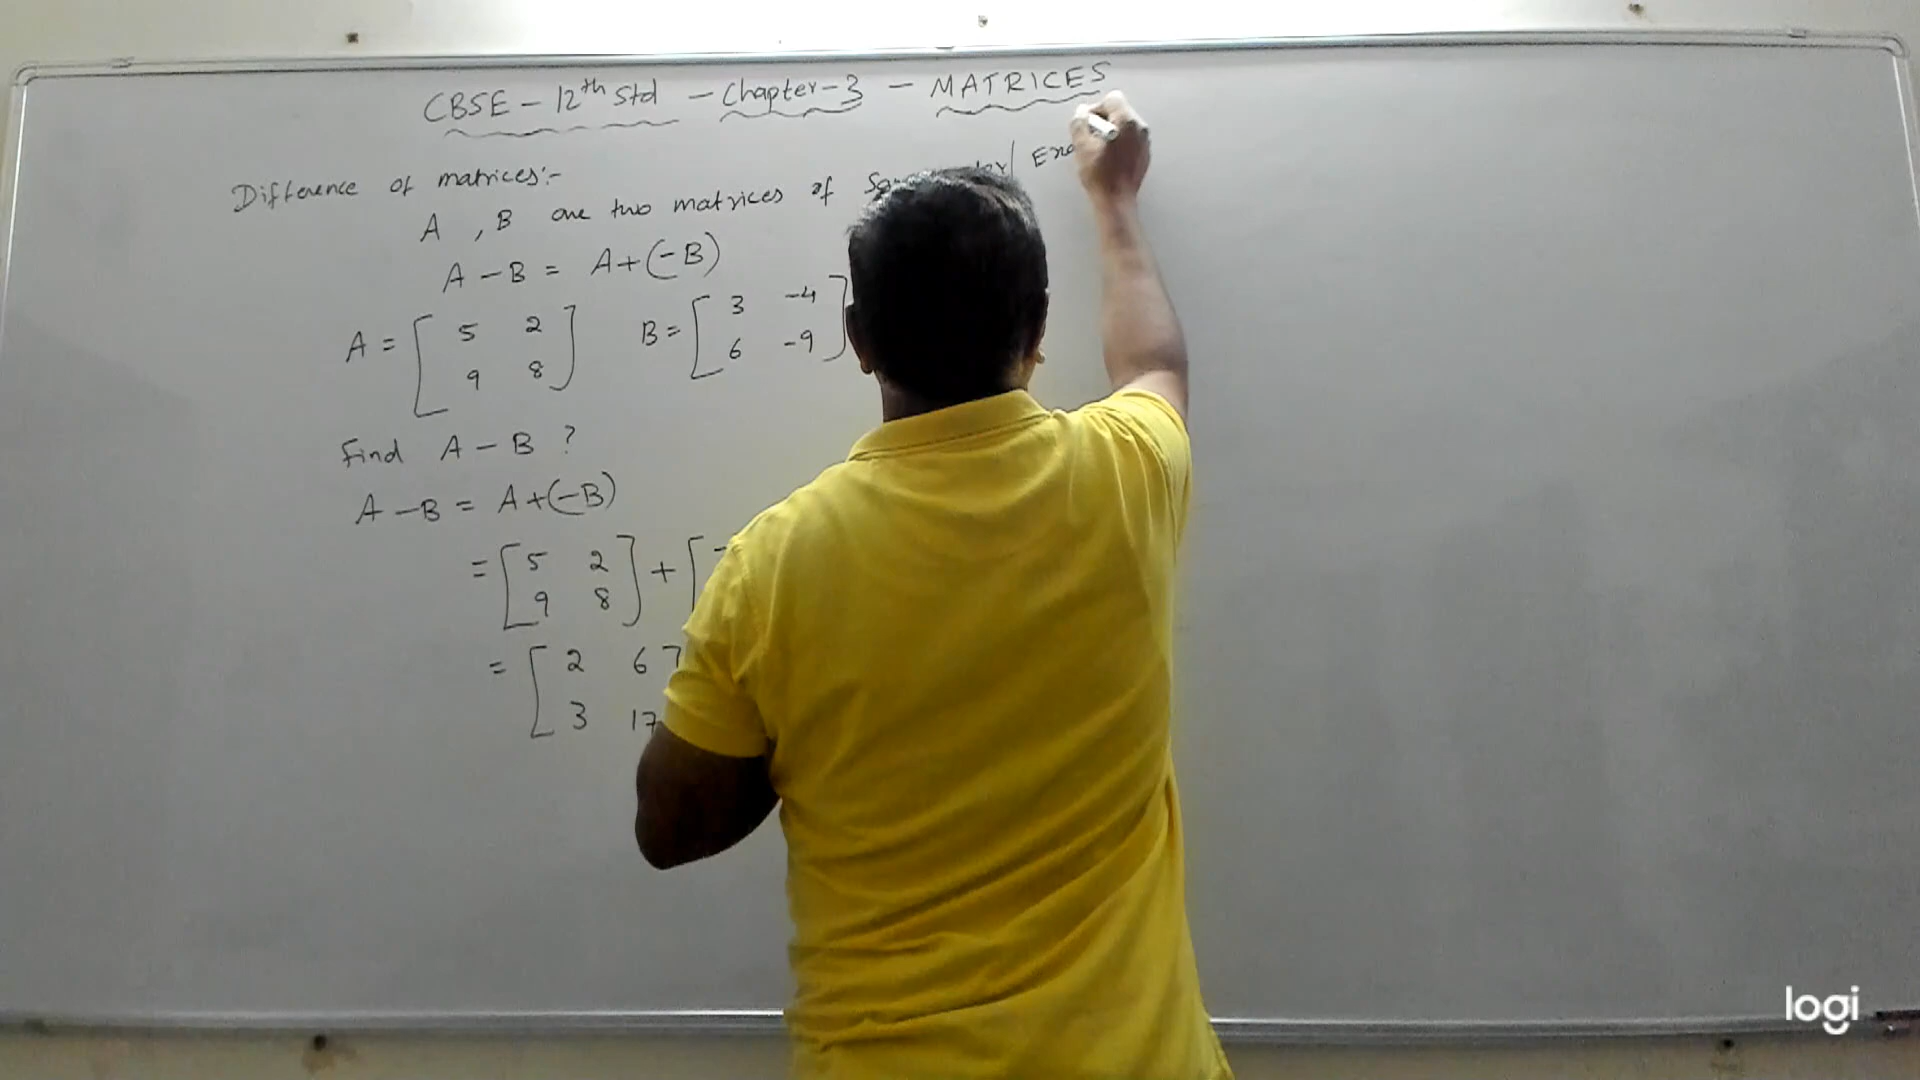 CBSE - 12th Std - Chapter-3 - MATRICES
Difference of matrices:-
A , B are two matrices of
A - B = A+(-B)
A = [ 5 2 ] B = [ 3 -4 ]
9 8 6 -9
Find A - B ?
A - B = A+(-B)
= [ 5 2 ] + [
9 8
= [ 2 6 ]
3 17
logi